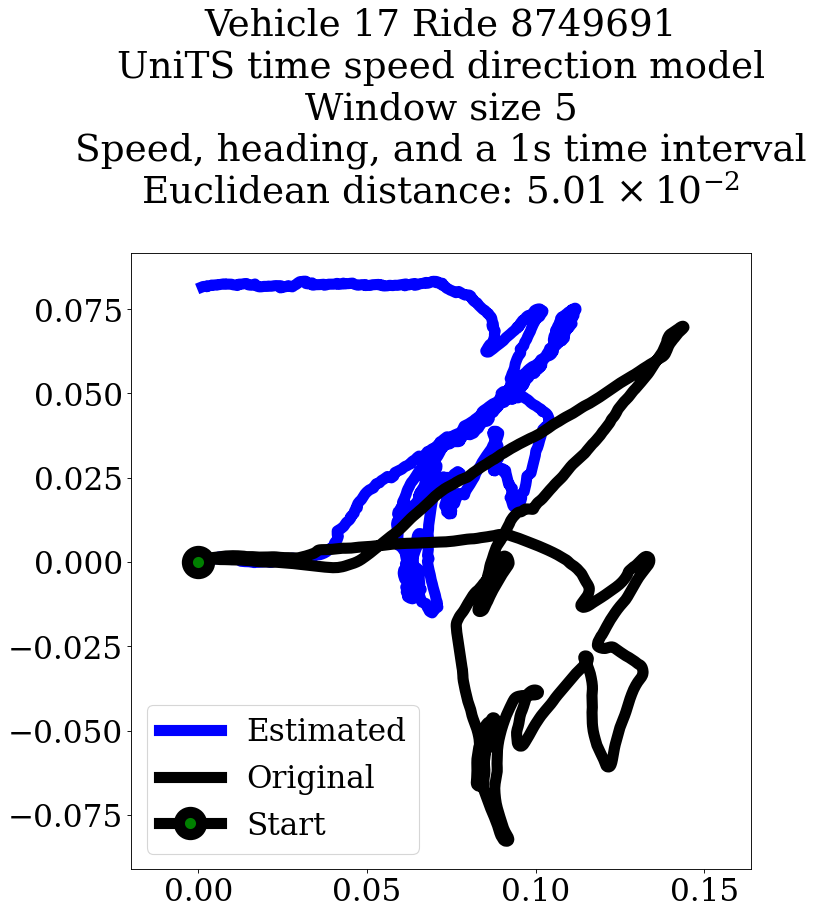 Vehicle 17 Ride 8749691
UniTS time speed direction model
Window size 5
Speed, heading, and a 1s time interval
Euclidean distance: 5.01 × 10⁻²
0.075
0.050
0.025
0.000
−0.025
−0.050
−0.075
Estimated
Original
Start
0.00 0.05 0.10 0.15